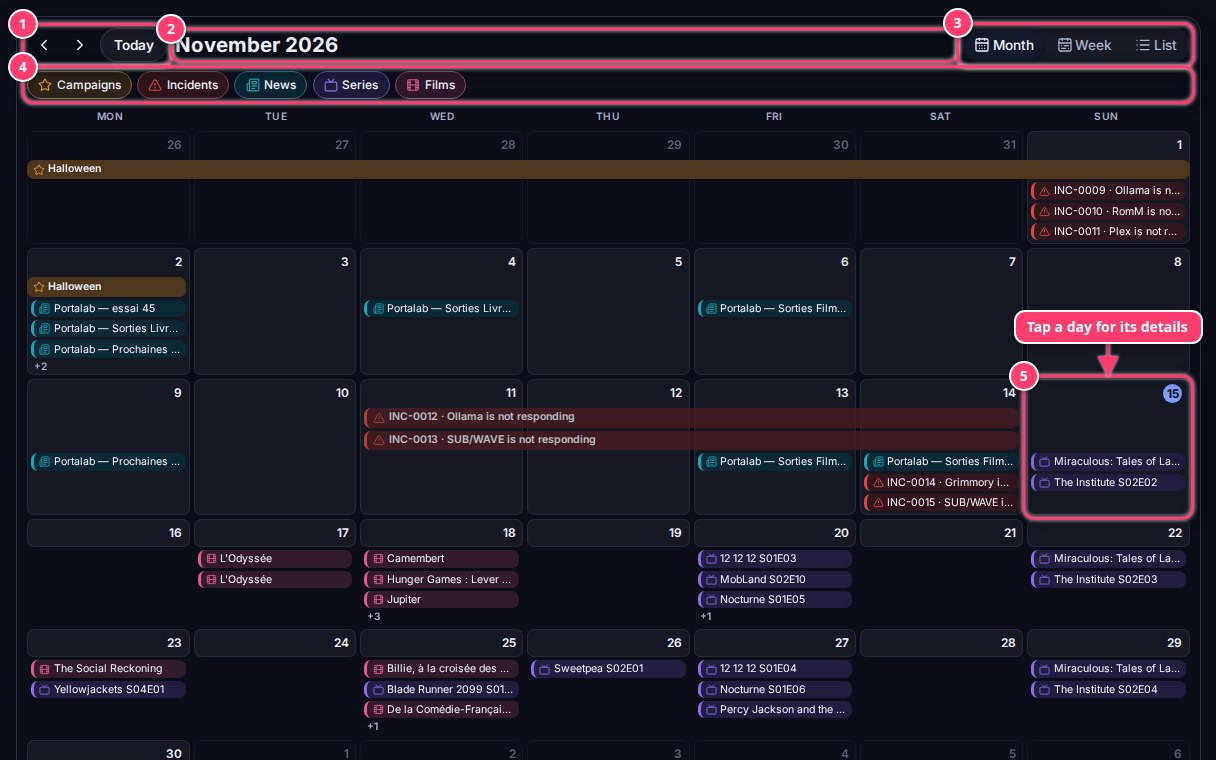 1
2
3
Today
November 2026
Month
Week
List
4
Campaigns
Incidents
News
Series
Films
MON TUE WED THU FRI SAT SUN
26 27 28 29 30 31 1
Halloween
INC-0009 · Ollama is n...
INC-0010 · RomM is no...
INC-0011 · Plex is not r...
2 3 4 5 6 7 8
Halloween
Portalab — essai 45
Portalab — Sorties Livr...
Portalab — Sorties Film...
Portalab — Sorties Livr...
Portalab — Prochaines ...
+2
Tap a day for its details
5
9 10 11 12 13 14 15
INC-0012 · Ollama is not responding
INC-0013 · SUB/WAVE is not responding
Portalab — Prochaines ...
Portalab — Sorties Film...
Portalab — Sorties Film...
Miraculous: Tales of La...
INC-0014 · Grimmory i...
The Institute S02E02
INC-0015 · SUB/WAVE i...
16 17 18 19 20 21 22
L'Odyssée
Camembert
12 12 12 S01E03
Miraculous: Tales of La...
L'Odyssée
Hunger Games : Lever ...
MobLand S02E10
The Institute S02E03
Jupiter
Nocturne S01E05
+3
+1
23 24 25 26 27 28 29
The Social Reckoning
Billie, à la croisée des ...
Sweetpea S02E01
12 12 12 S01E04
Miraculous: Tales of La...
Yellowjackets S04E01
Blade Runner 2099 S01...
Nocturne S01E06
The Institute S02E04
De la Comédie-Françai...
Percy Jackson and the ...
+1
30 1 2 3 4 5 6